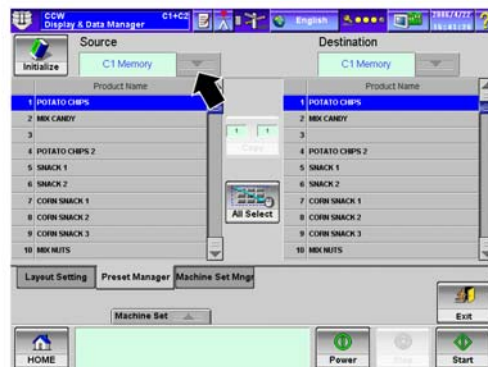 CCW
Display & Data Manager
C1+C2
English
Initialize
Source
C1 Memory
Destination
C1 Memory
Product Name
1 POTATO CHIPS
2 MIX CANDY
3
4 POTATO CHIPS 2
5 SNACK 1
6 SNACK 2
7 CORN SNACK 1
8 CORN SNACK 2
9 CORN SNACK 3
10 MIX NUTS
1 1
Copy
All Select
Product Name
1 POTATO CHIPS
2 MIX CANDY
3
4 POTATO CHIPS 2
5 SNACK 1
6 SNACK 2
7 CORN SNACK 1
8 CORN SNACK 2
9 CORN SNACK 3
10 MIX NUTS
Layout Setting
Preset Manager
Machine Set Mngr
Machine Set
Exit
HOME
Power
Stop
Start